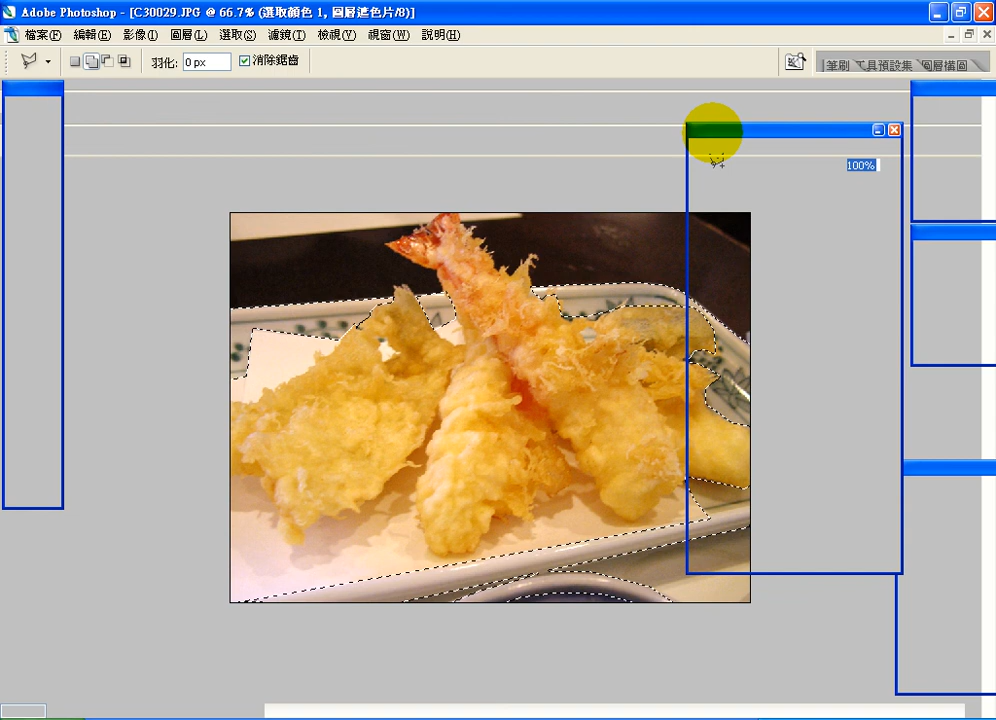 Adobe Photoshop - [C30029.JPG @ 66.7% (選取顏色 1, 圖層遮色片/8)]
檔案(F) 編輯(E) 影像(I) 圖層(L) 選取(S) 濾鏡(T) 檢視(V) 視窗(W) 說明(H)
羽化: 0 px 消除鋸齒 筆刷 工具預設集 圖層構圖
100%